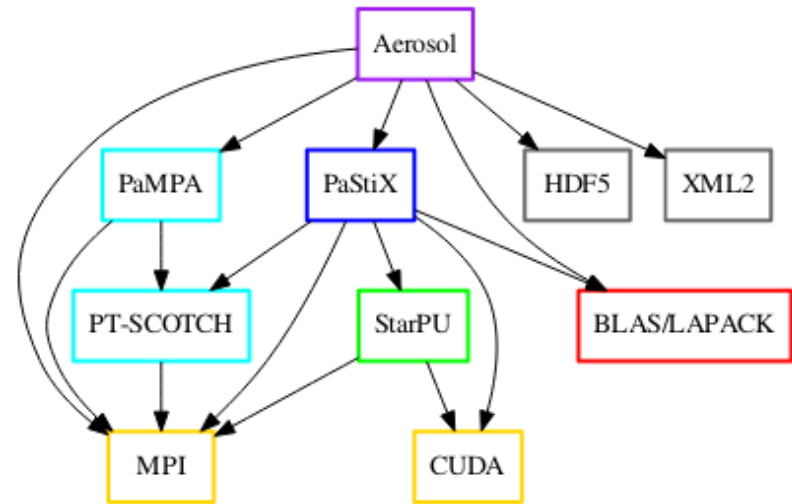 Aerosol
PaMPA
PaStiX
HDF5
XML2
PT-SCOTCH
StarPU
BLAS/LAPACK
MPI
CUDA